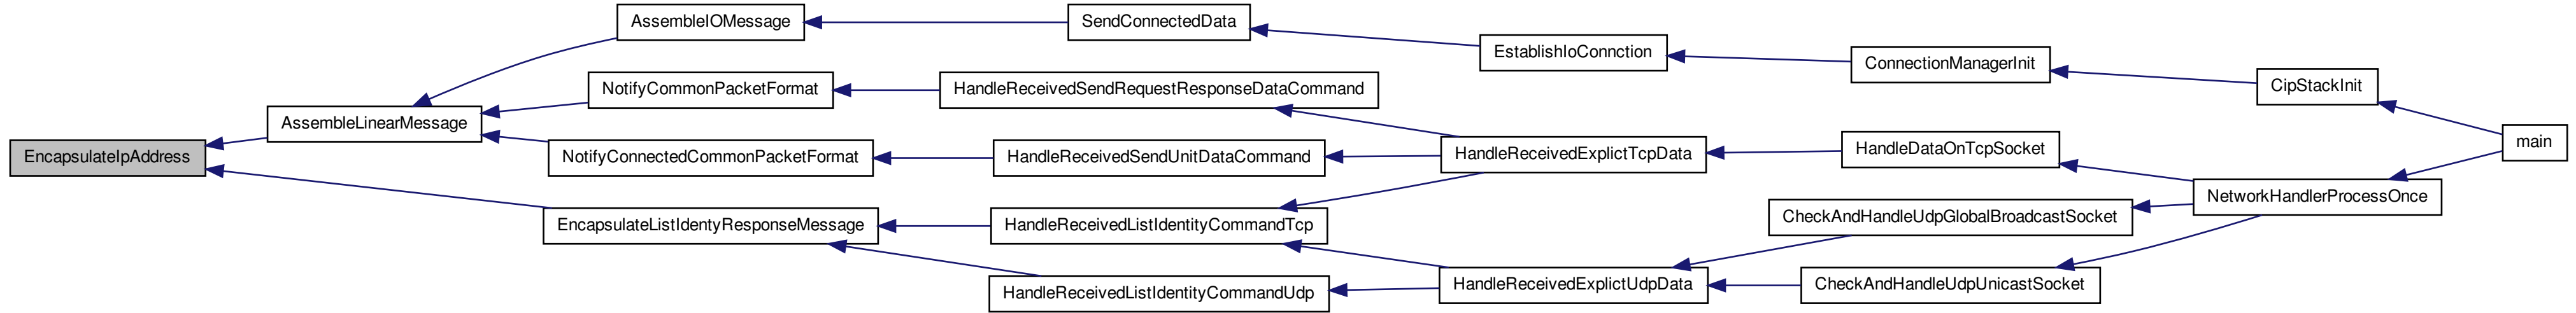 EncapsulateIpAddress
AssembleLinearMessage
AssembleIOMessage
SendConnectedData
EstablishIoConnction
ConnectionManagerInit
CipStackInit
main
NotifyCommonPacketFormat
HandleReceivedSendRequestResponseDataCommand
HandleReceivedExplictTcpData
HandleDataOnTcpSocket
NetworkHandlerProcessOnce
NotifyConnectedCommonPacketFormat
HandleReceivedSendUnitDataCommand
EncapsulateListIdentyResponseMessage
HandleReceivedListIdentityCommandTcp
HandleReceivedExplictUdpData
CheckAndHandleUdpGlobalBroadcastSocket
CheckAndHandleUdpUnicastSocket
HandleReceivedListIdentityCommandUdp